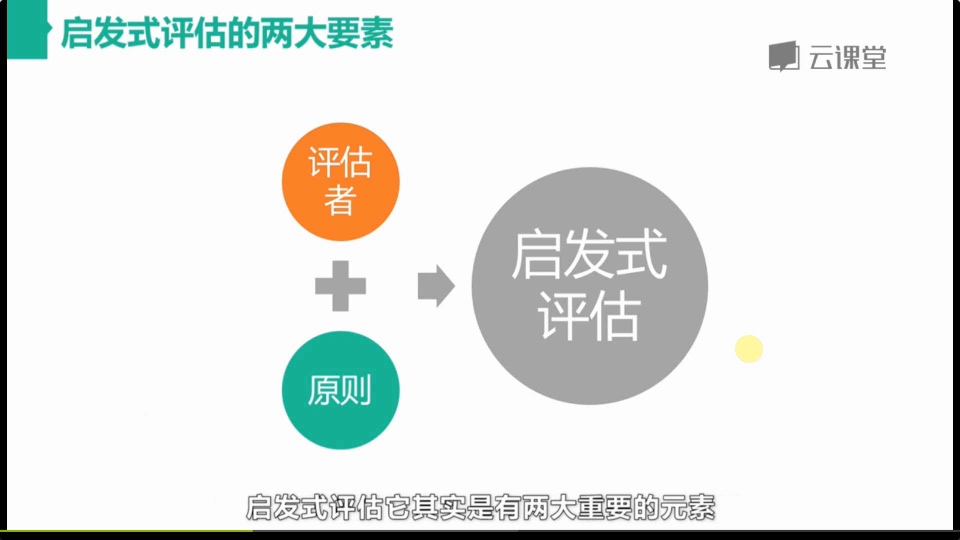 启发式评估的两大要素
云课堂
评估
者
原则
启发式
评估
启发式评估它其实是有两大重要的元素